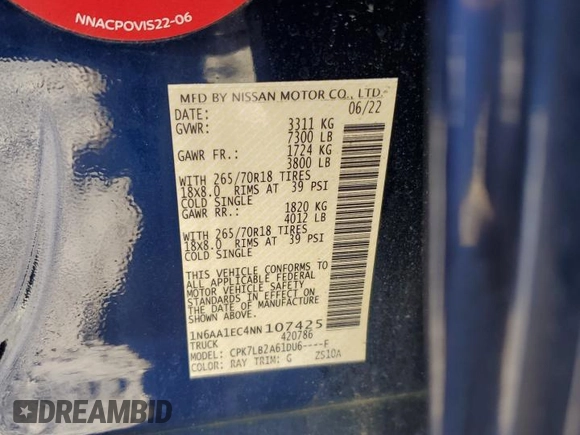 NNACPOVIS22-06
MFD BY NISSAN MOTOR CO., LTD.
DATE: 06/22
GVWR: 3311 KG
7300 LB
GAWR FR.: 1724 KG
3800 LB
WITH 265/70R18 TIRES
18x8.0 RIMS AT 39 PSI
COLD SINGLE
GAWR RR.: 1820 KG
4012 LB
WITH 265/70R18 TIRES
18x8.0 RIMS AT 39 PSI
COLD SINGLE
THIS VEHICLE CONFORMS TO
ALL APPLICABLE FEDERAL
MOTOR VEHICLE SAFETY
STANDARDS IN EFFECT ON
THE DATE OF MANUFACTURE
SHOWN ABOVE.
1N6AA1EC4NN107425
TRUCK 420786
MODEL: CPK7LB2A61DU6----F
COLOR: RAY TRIM: G ZS10A
DREAMBID